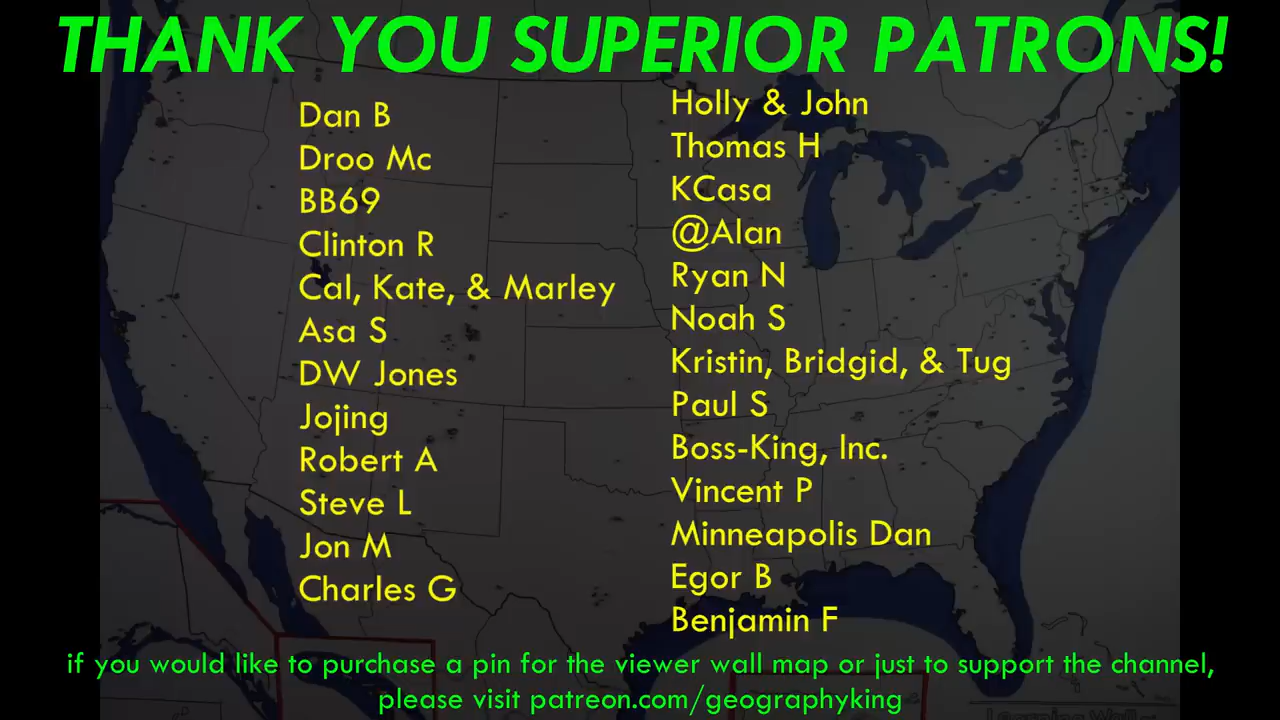 THANK YOU SUPERIOR PATRONS!
Dan B
Droo Mc
BB69
Clinton R
Cal, Kate, & Marley
Asa S
DW Jones
Jojing
Robert A
Steve L
Jon M
Charles G
Holly & John
Thomas H
KCasa
@Alan
Ryan N
Noah S
Kristin, Bridgid, & Tug
Paul S
Boss-King, Inc.
Vincent P
Minneapolis Dan
Egor B
Benjamin F
if you would like to purchase a pin for the viewer wall map or just to support the channel,
please visit patreon.com/geographyking